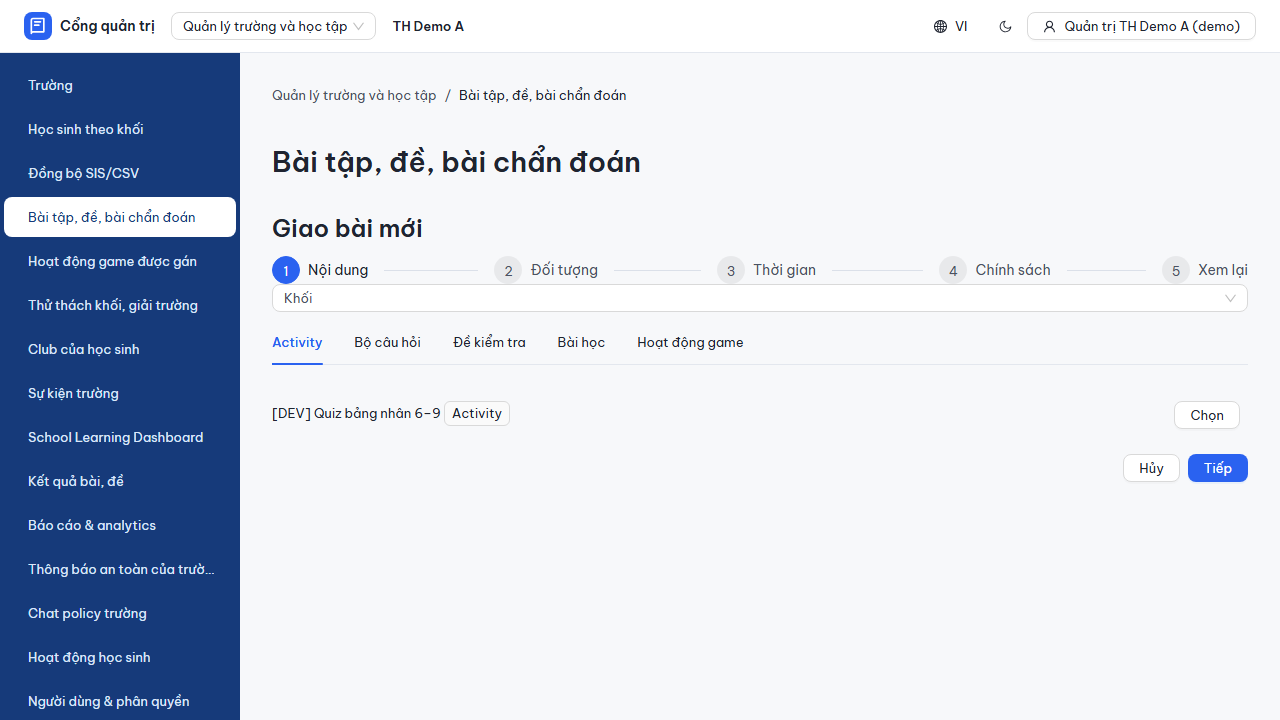 Cổng quản trị
Quản lý trường và học tập
TH Demo A
VI
Quản trị TH Demo A (demo)
Trường
Học sinh theo khối
Đồng bộ SIS/CSV
Bài tập, đề, bài chẩn đoán
Hoạt động game được gán
Thử thách khối, giải trường
Club của học sinh
Sự kiện trường
School Learning Dashboard
Kết quả bài, đề
Báo cáo & analytics
Thông báo an toàn của trườ...
Chat policy trường
Hoạt động học sinh
Người dùng & phân quyền
Quản lý trường và học tập / Bài tập, đề, bài chẩn đoán
Bài tập, đề, bài chẩn đoán
Giao bài mới
1 Nội dung
2 Đối tượng
3 Thời gian
4 Chính sách
5 Xem lại
Khối
Activity
Bộ câu hỏi
Đề kiểm tra
Bài học
Hoạt động game
[DEV] Quiz bảng nhân 6–9 Activity
Chọn
Hủy
Tiếp